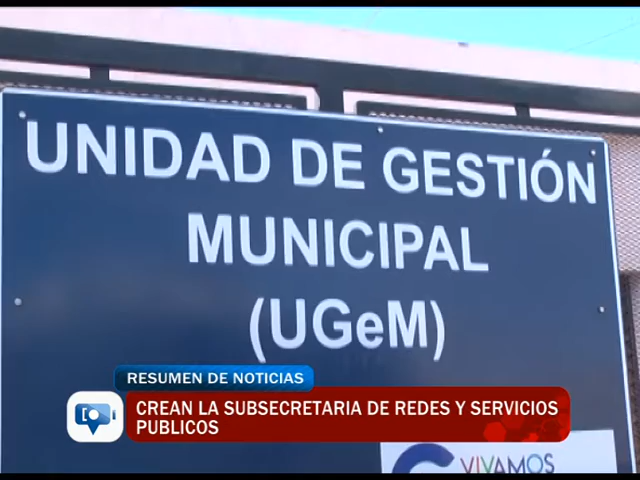 UNIDAD DE GESTIÓN
MUNICIPAL
(UGeM)
RESUMEN DE NOTICIAS
CREAN LA SUBSECRETARIA DE REDES Y SERVICIOS
PUBLICOS
VIVAMOS